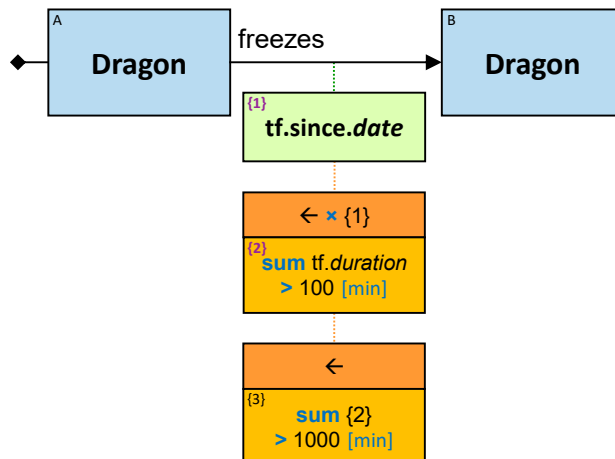 A
Dragon
freezes
B
Dragon
{1}
tf.since.date
← × {1}
{2}
sum tf.duration
> 100 [min]
←
{3}
sum {2}
> 1000 [min]